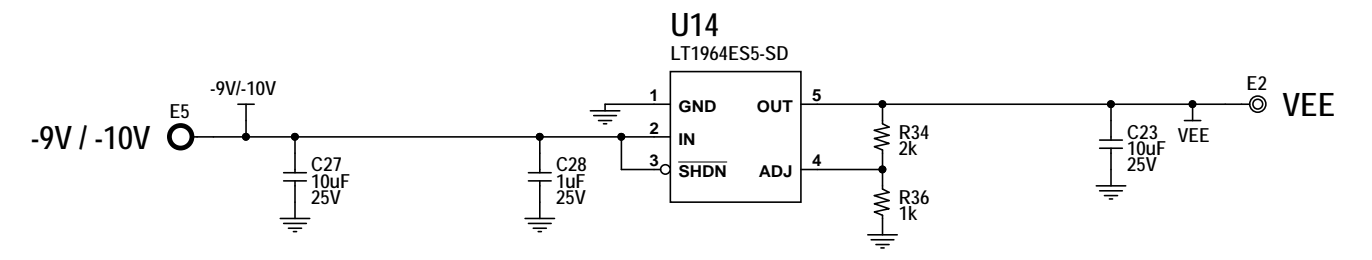 U14
LT1964ES5-SD
-9V/-10V
E5
-9V / -10V
1
GND
OUT
5
2
IN
3
SHDN
ADJ
4
C27
10uF
25V
C28
1uF
25V
R34
2k
R36
1k
C23
10uF
25V
VEE
E2
VEE